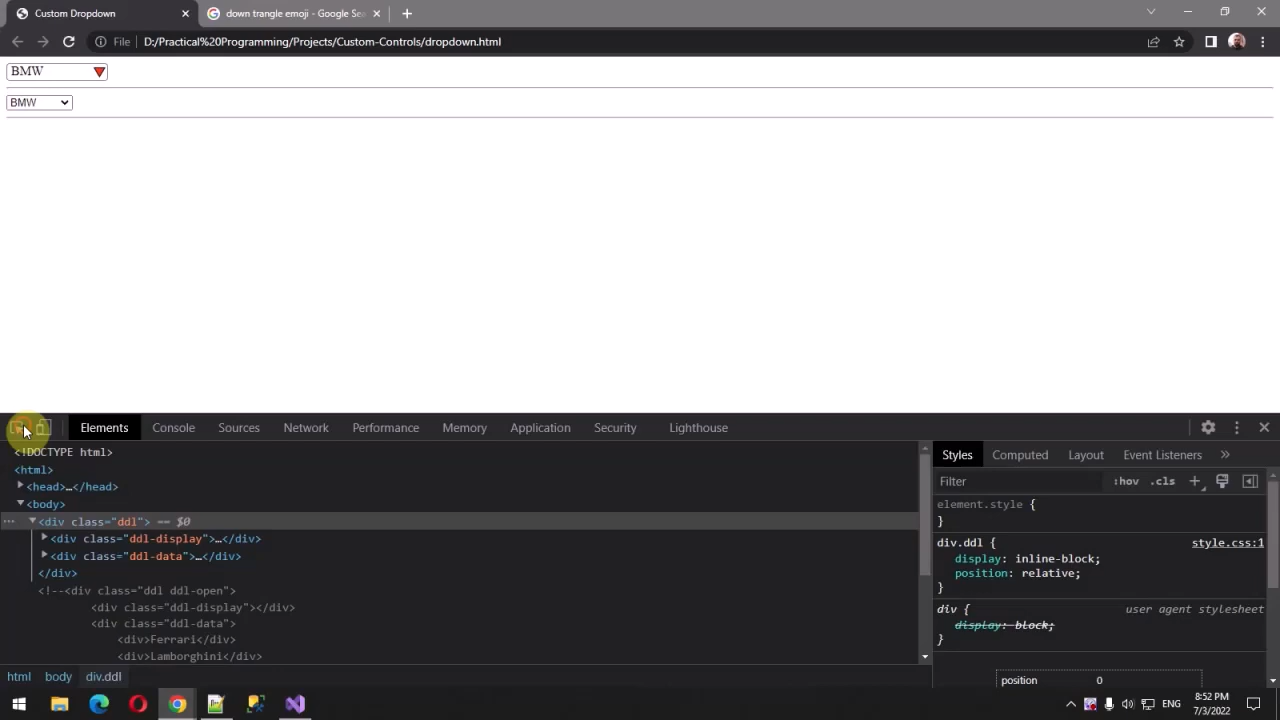 Custom Dropdown
down trangle emoji - Google Sea
File
D:/Practical%20Programming/Projects/Custom-Controls/dropdown.html
BMW
BMW
Elements
Console
Sources
Network
Performance
Memory
Application
Security
Lighthouse
<!DOCTYPE html>
<html>
<head>…</head>
<body>
<div class="ddl"> == $0
<div class="ddl-display">…</div>
<div class="ddl-data">…</div>
</div>
<!--<div class="ddl ddl-open">
<div class="ddl-display"></div>
<div class="ddl-data">
<div>Ferrari</div>
<div>Lamborghini</div>
Styles
Computed
Layout
Event Listeners
Filter
:hov
.cls
element.style {
}
div.ddl {
style.css:1
display: inline-block;
position: relative;
}
div {
user agent stylesheet
display: block;
}
position
0
html
body
div.ddl
ENG
8:52 PM
7/3/2022